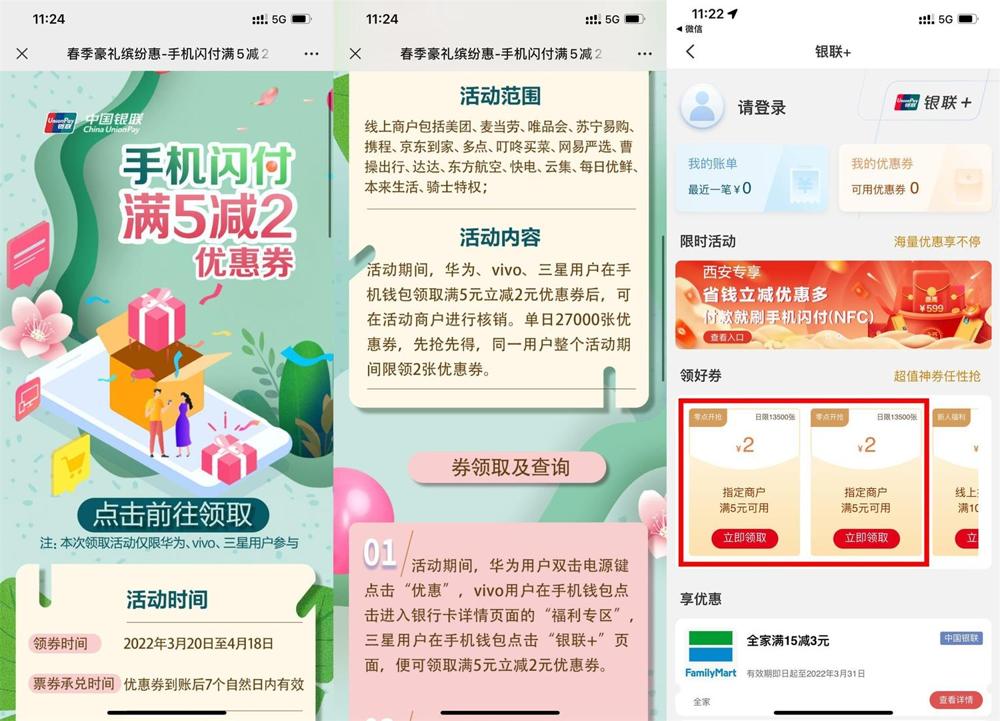 11:24
5G
春季豪礼缤纷惠-手机闪付满5减2
UnionPay
银联
中国银联
China UnionPay
手机闪付
满5减2
优惠券
点击前往领取
注:本次领取活动仅限华为、vivo、三星用户参与
活动时间
领券时间
2022年3月20日至4月18日
票券承兑时间
优惠券到账后7个自然日内有效
11:24
5G
春季豪礼缤纷惠-手机闪付满5减2
活动范围
线上商户包括美团、麦当劳、唯品会、苏宁易购、
携程、京东到家、多点、叮咚买菜、网易严选、曹
操出行、达达、东方航空、快电、云集、每日优鲜、
本来生活、骑士特权；
活动内容
活动期间，华为、vivo、三星用户在手
机钱包领取满5元立减2元优惠券后，可
在活动商户进行核销。单日27000张优
惠券，先抢先得，同一用户整个活动期
间限领2张优惠券。
券领取及查询
01
活动期间，华为用户双击电源键
点击“优惠”，vivo用户在手机钱包点
击进入银行卡详情页面的“福利专区”，
三星用户在手机钱包点击“银联+”页
面，便可领取满5元立减2元优惠券。
11:22
5G
微信
银联+
请登录
UnionPay
银联
银联+
我的账单
最近一笔¥0
我的优惠券
可用优惠券 0
限时活动
海量优惠享不停
西安专享
省钱立减优惠多
付款就刷手机闪付(NFC)
查看入口
¥599
领好券
超值神券任性抢
零点开抢
日限13500张
¥2
指定商户
满5元可用
立即领取
零点开抢
日限13500张
¥2
指定商户
满5元可用
立即领取
新人福利
¥
线上
满10
立
享优惠
FamilyMart
全家满15减3元
中国银联
有效期即日起至2022年3月31日
全家
查看详情